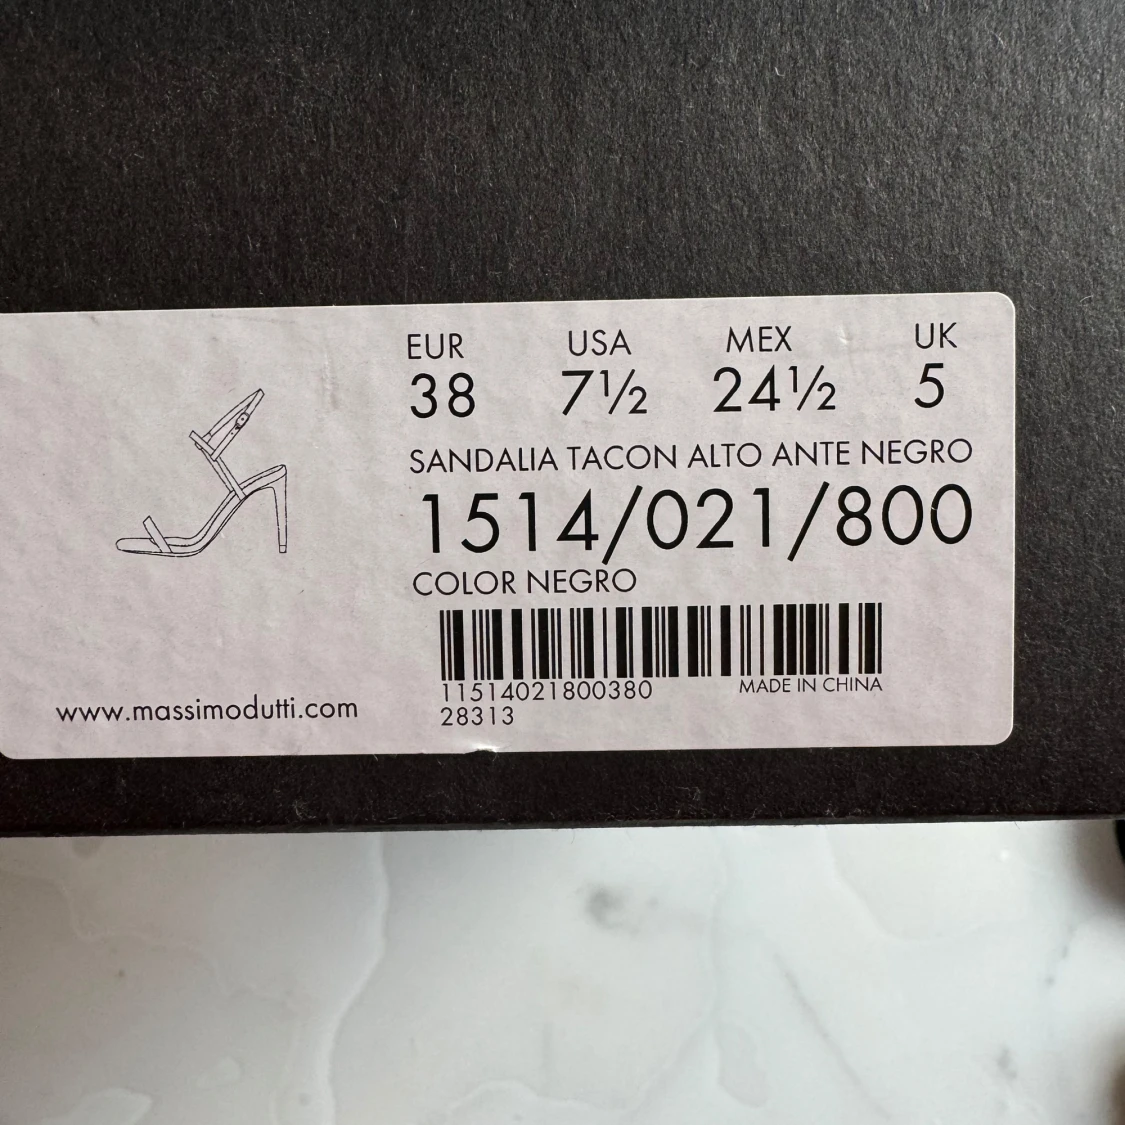 EUR USA MEX UK
38 7½ 24½ 5
SANDALIA TACON ALTO ANTE NEGRO
1514/021/800
COLOR NEGRO
11514021800380 MADE IN CHINA
28313
www.massimodutti.com